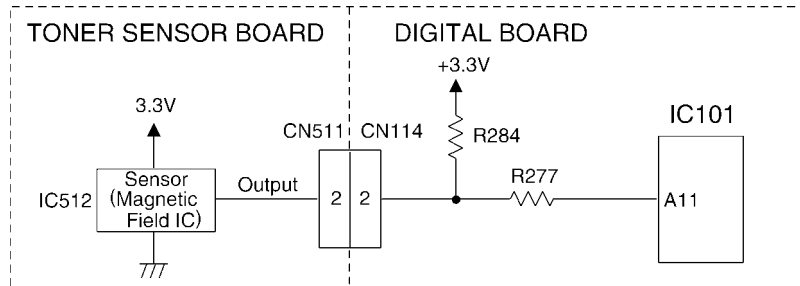 TONER SENSOR BOARD
DIGITAL BOARD
+3.3V
3.3V
CN511
CN114
R284
IC101
IC512
Sensor
(Magnetic
Field IC)
Output
2
2
R277
A11